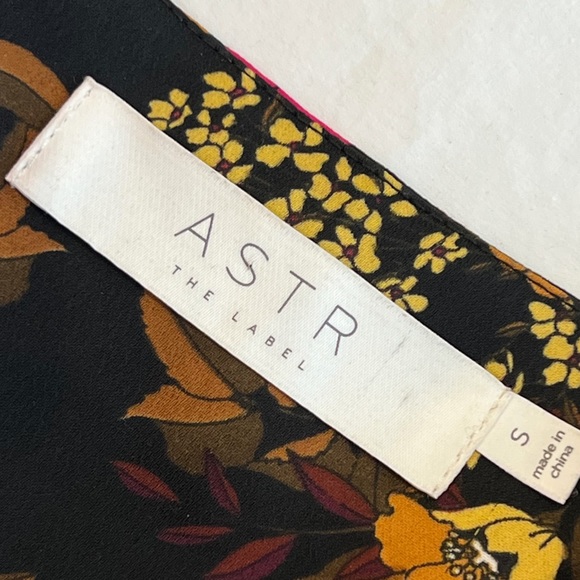 ASTR
THE LABEL
S
made in
china